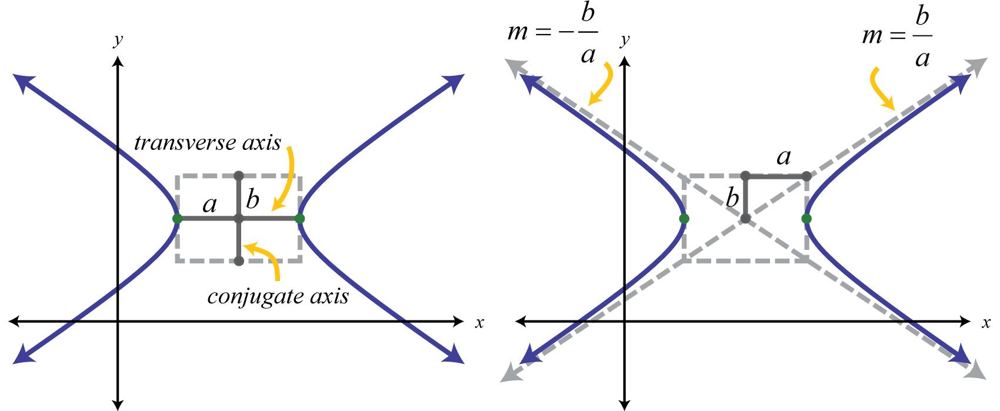 y
transverse axis
a
b
conjugate axis
x
m = − b/a
y
m = b/a
a
b
x